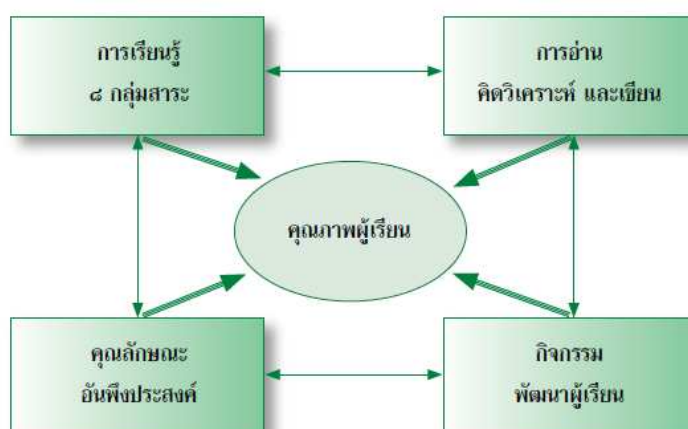 การเรียนรู้
๘ กลุ่มสาระ
การอ่าน
คิดวิเคราะห์ และเขียน
คุณภาพผู้เรียน
คุณลักษณะ
อันพึงประสงค์
กิจกรรม
พัฒนาผู้เรียน